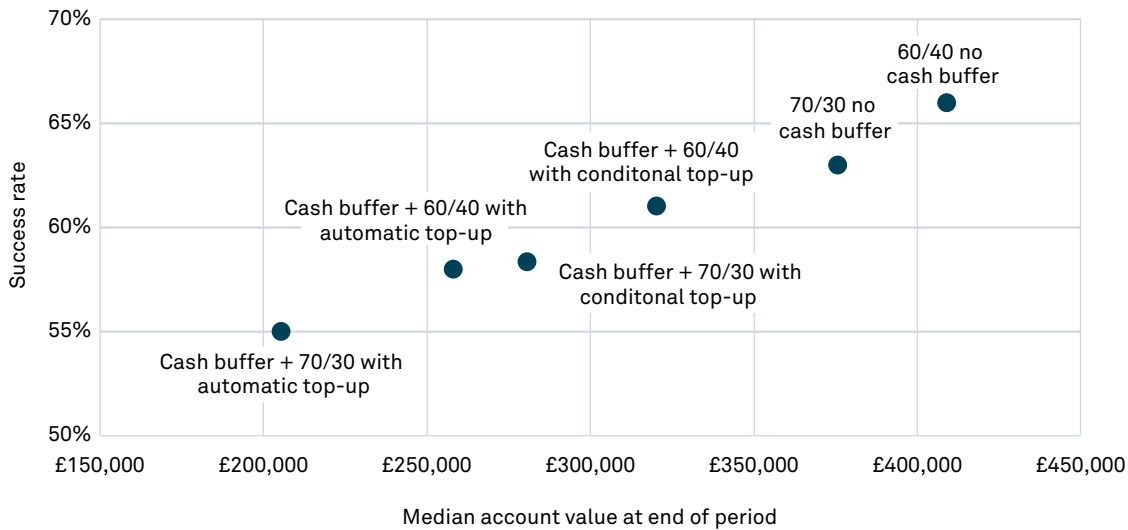 70%
60/40 no
cash buffer
70/30 no
cash buffer
65%
Cash buffer + 60/40
with conditonal top-up
Cash buffer + 60/40 with
automatic top-up
60%
Cash buffer + 70/30 with
conditonal top-up
55%
Cash buffer + 70/30 with
automatic top-up
50%
Success rate
£150,000
£200,000
£250,000
£300,000
£350,000
£400,000
£450,000
Median account value at end of period